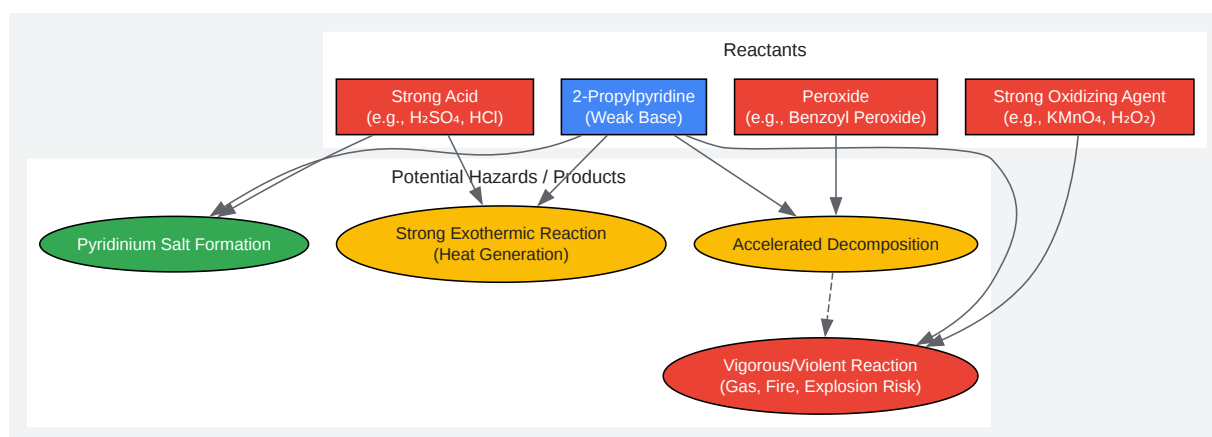 Reactants
Strong Acid
(e.g., H₂SO₄, HCl)
2-Propylpyridine
(Weak Base)
Peroxide
(e.g., Benzoyl Peroxide)
Strong Oxidizing Agent
(e.g., KMnO₄, H₂O₂)
Potential Hazards / Products
Pyridinium Salt Formation
Strong Exothermic Reaction
(Heat Generation)
Accelerated Decomposition
Vigorous/Violent Reaction
(Gas, Fire, Explosion Risk)